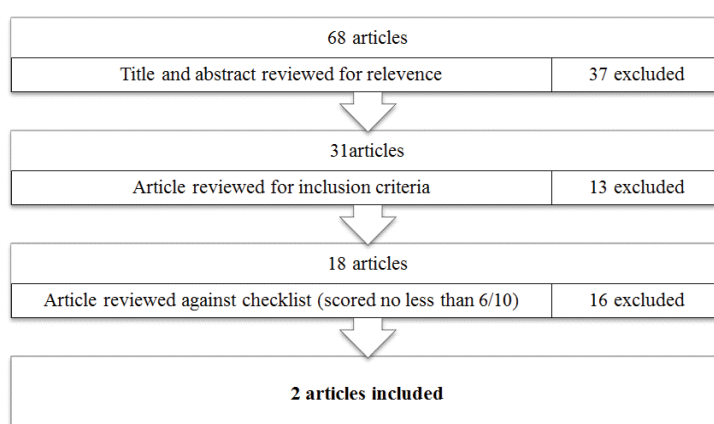 68 articles
Title and abstract reviewed for relevence
37 excluded
31articles
Article reviewed for inclusion criteria
13 excluded
18 articles
Article reviewed against checklist (scored no less than 6/10)
16 excluded
2 articles included